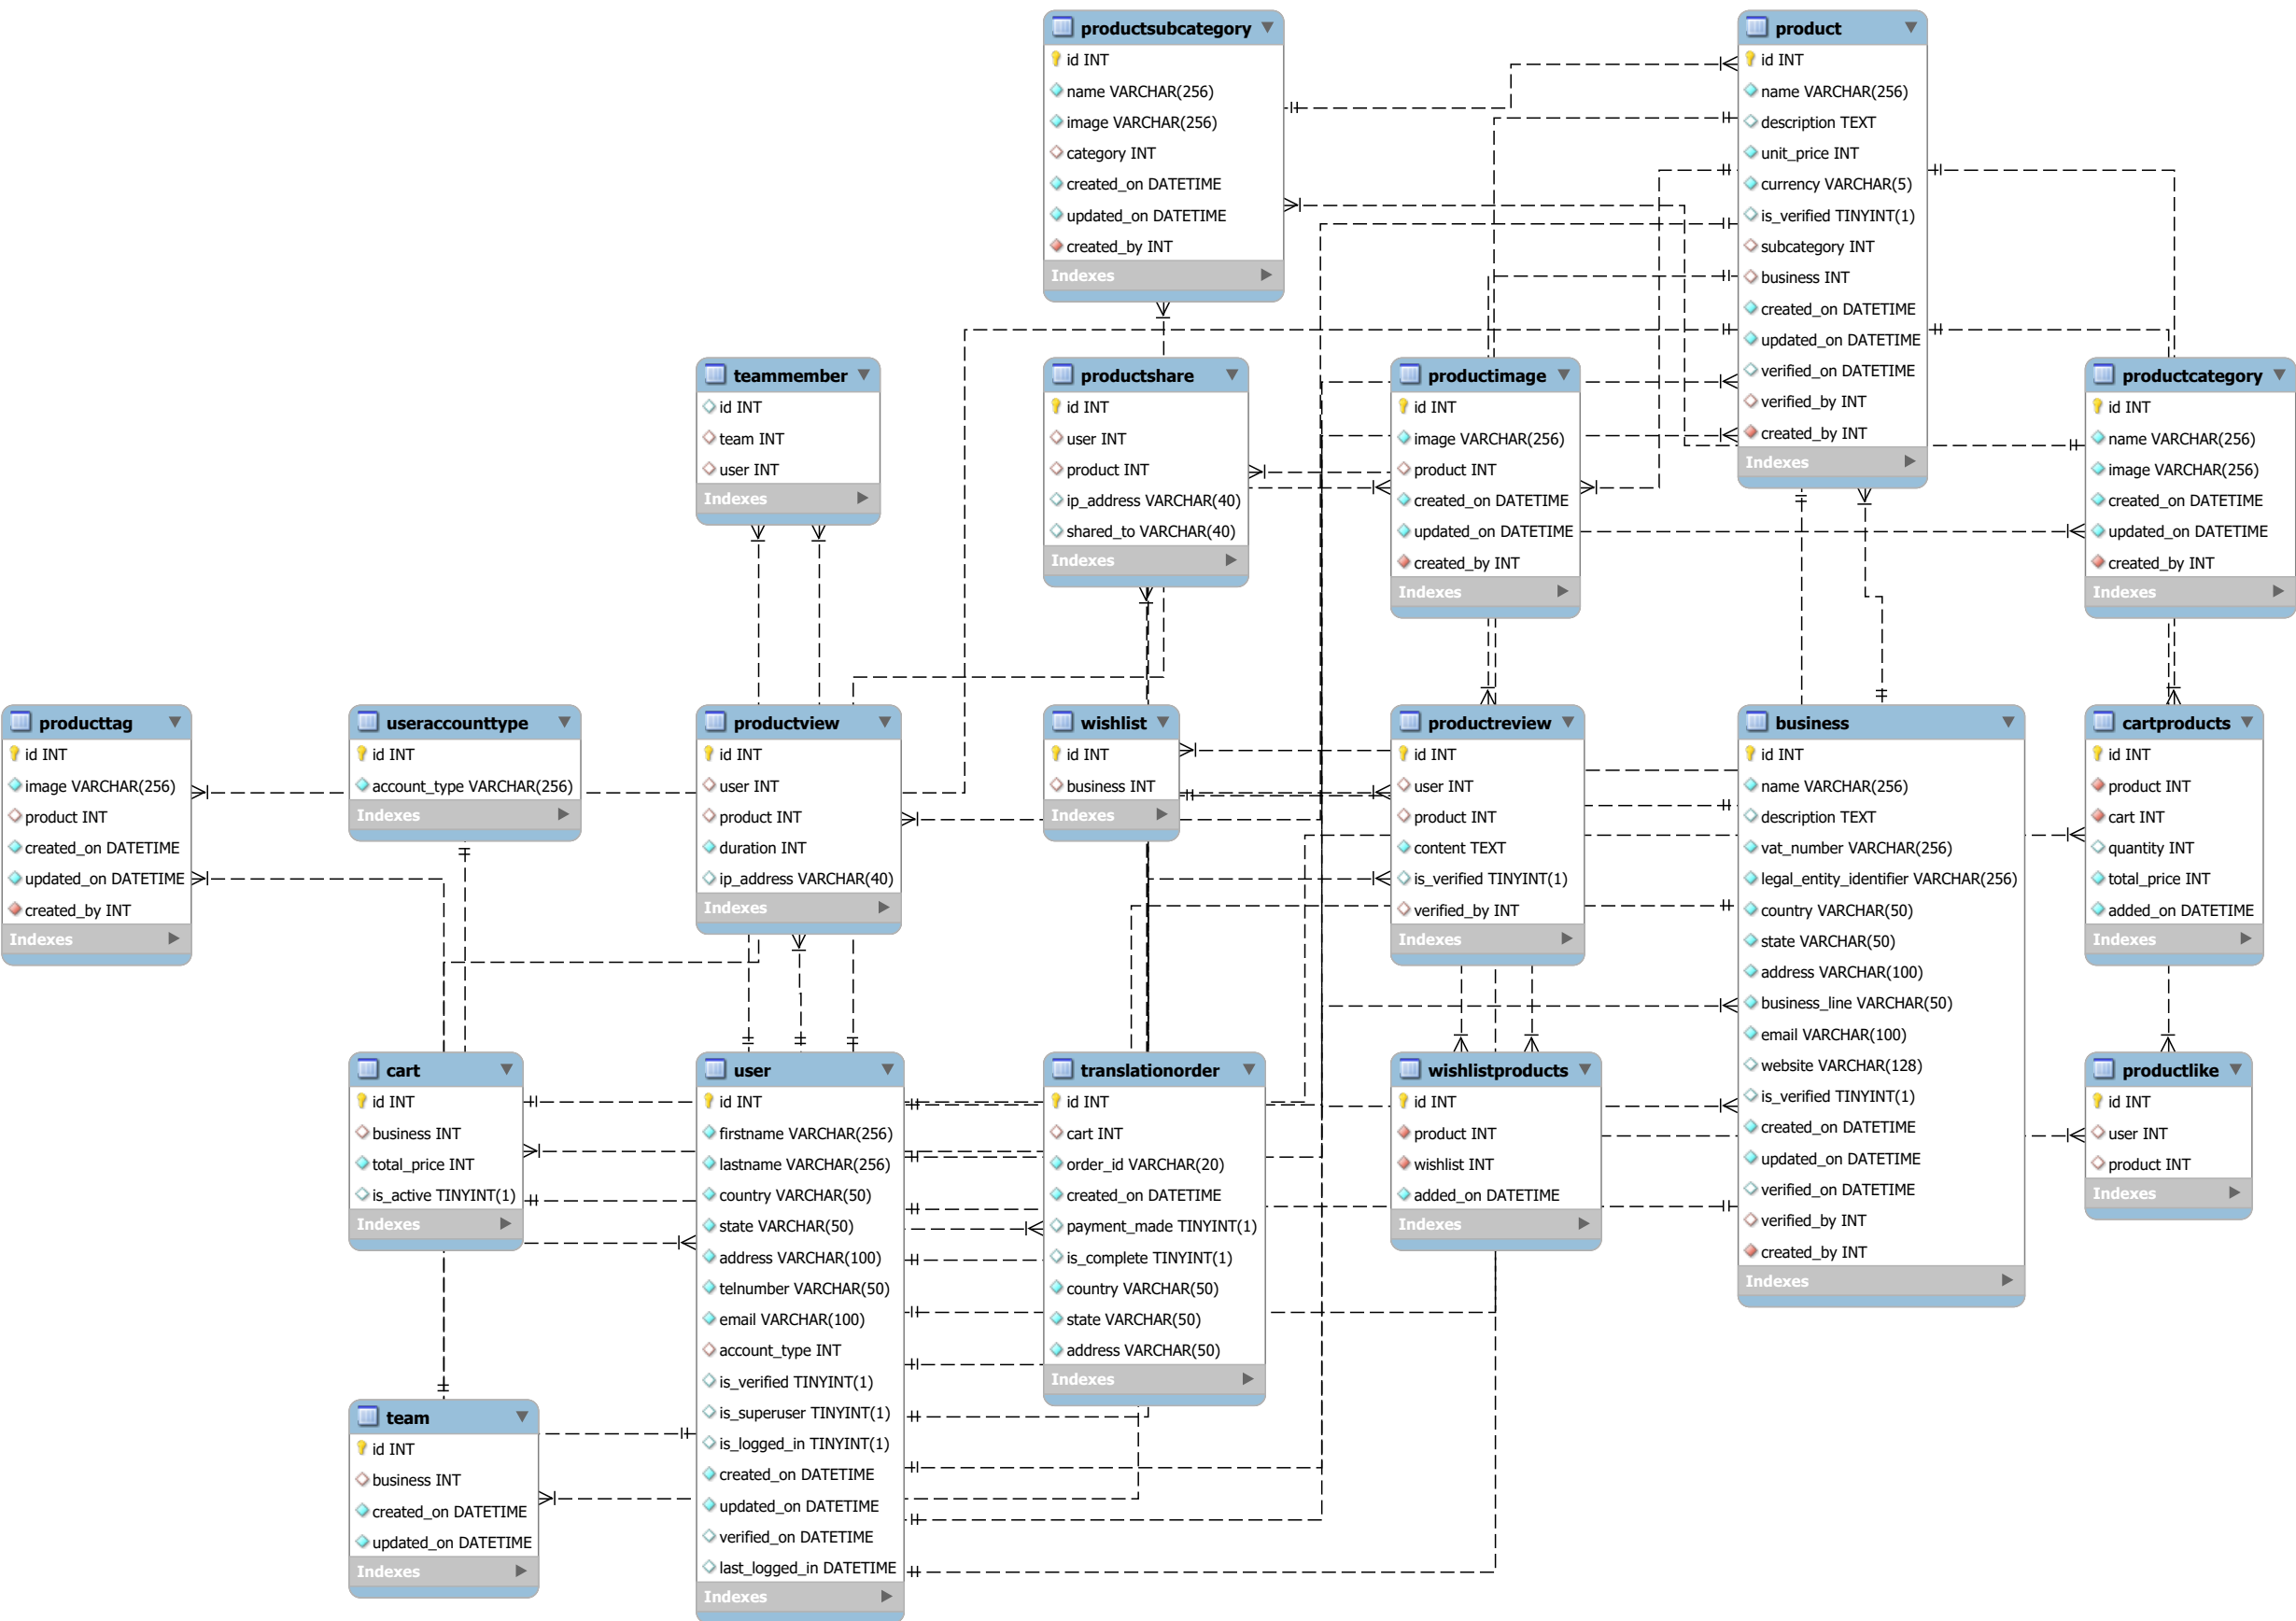 productsubcategory
id INT
name VARCHAR(256)
image VARCHAR(256)
category INT
created_on DATETIME
updated_on DATETIME
created_by INT
Indexes
product
id INT
name VARCHAR(256)
description TEXT
unit_price INT
currency VARCHAR(5)
is_verified TINYINT(1)
subcategory INT
business INT
created_on DATETIME
updated_on DATETIME
verified_on DATETIME
verified_by INT
created_by INT
Indexes
teammember
id INT
team INT
user INT
Indexes
productshare
id INT
user INT
product INT
ip_address VARCHAR(40)
shared_to VARCHAR(40)
Indexes
productimage
id INT
image VARCHAR(256)
product INT
created_on DATETIME
updated_on DATETIME
created_by INT
Indexes
productcategory
id INT
name VARCHAR(256)
image VARCHAR(256)
created_on DATETIME
updated_on DATETIME
created_by INT
Indexes
producttag
id INT
image VARCHAR(256)
product INT
created_on DATETIME
updated_on DATETIME
created_by INT
Indexes
useraccounttype
id INT
account_type VARCHAR(256)
Indexes
productview
id INT
user INT
product INT
duration INT
ip_address VARCHAR(40)
Indexes
wishlist
id INT
business INT
Indexes
productreview
id INT
user INT
product INT
content TEXT
is_verified TINYINT(1)
verified_by INT
Indexes
business
id INT
name VARCHAR(256)
description TEXT
vat_number VARCHAR(256)
legal_entity_identifier VARCHAR(256)
country VARCHAR(50)
state VARCHAR(50)
address VARCHAR(100)
business_line VARCHAR(50)
email VARCHAR(100)
website VARCHAR(128)
is_verified TINYINT(1)
created_on DATETIME
updated_on DATETIME
verified_on DATETIME
verified_by INT
created_by INT
Indexes
cartproducts
id INT
product INT
cart INT
quantity INT
total_price INT
added_on DATETIME
Indexes
cart
id INT
business INT
total_price INT
is_active TINYINT(1)
Indexes
user
id INT
firstname VARCHAR(256)
lastname VARCHAR(256)
country VARCHAR(50)
state VARCHAR(50)
address VARCHAR(100)
telnumber VARCHAR(50)
email VARCHAR(100)
account_type INT
is_verified TINYINT(1)
is_superuser TINYINT(1)
is_logged_in TINYINT(1)
created_on DATETIME
updated_on DATETIME
verified_on DATETIME
last_logged_in DATETIME
Indexes
translationorder
id INT
cart INT
order_id VARCHAR(20)
created_on DATETIME
payment_made TINYINT(1)
is_complete TINYINT(1)
country VARCHAR(50)
state VARCHAR(50)
address VARCHAR(50)
Indexes
wishlistproducts
id INT
product INT
wishlist INT
added_on DATETIME
Indexes
productlike
id INT
user INT
product INT
Indexes
team
id INT
business INT
created_on DATETIME
updated_on DATETIME
Indexes